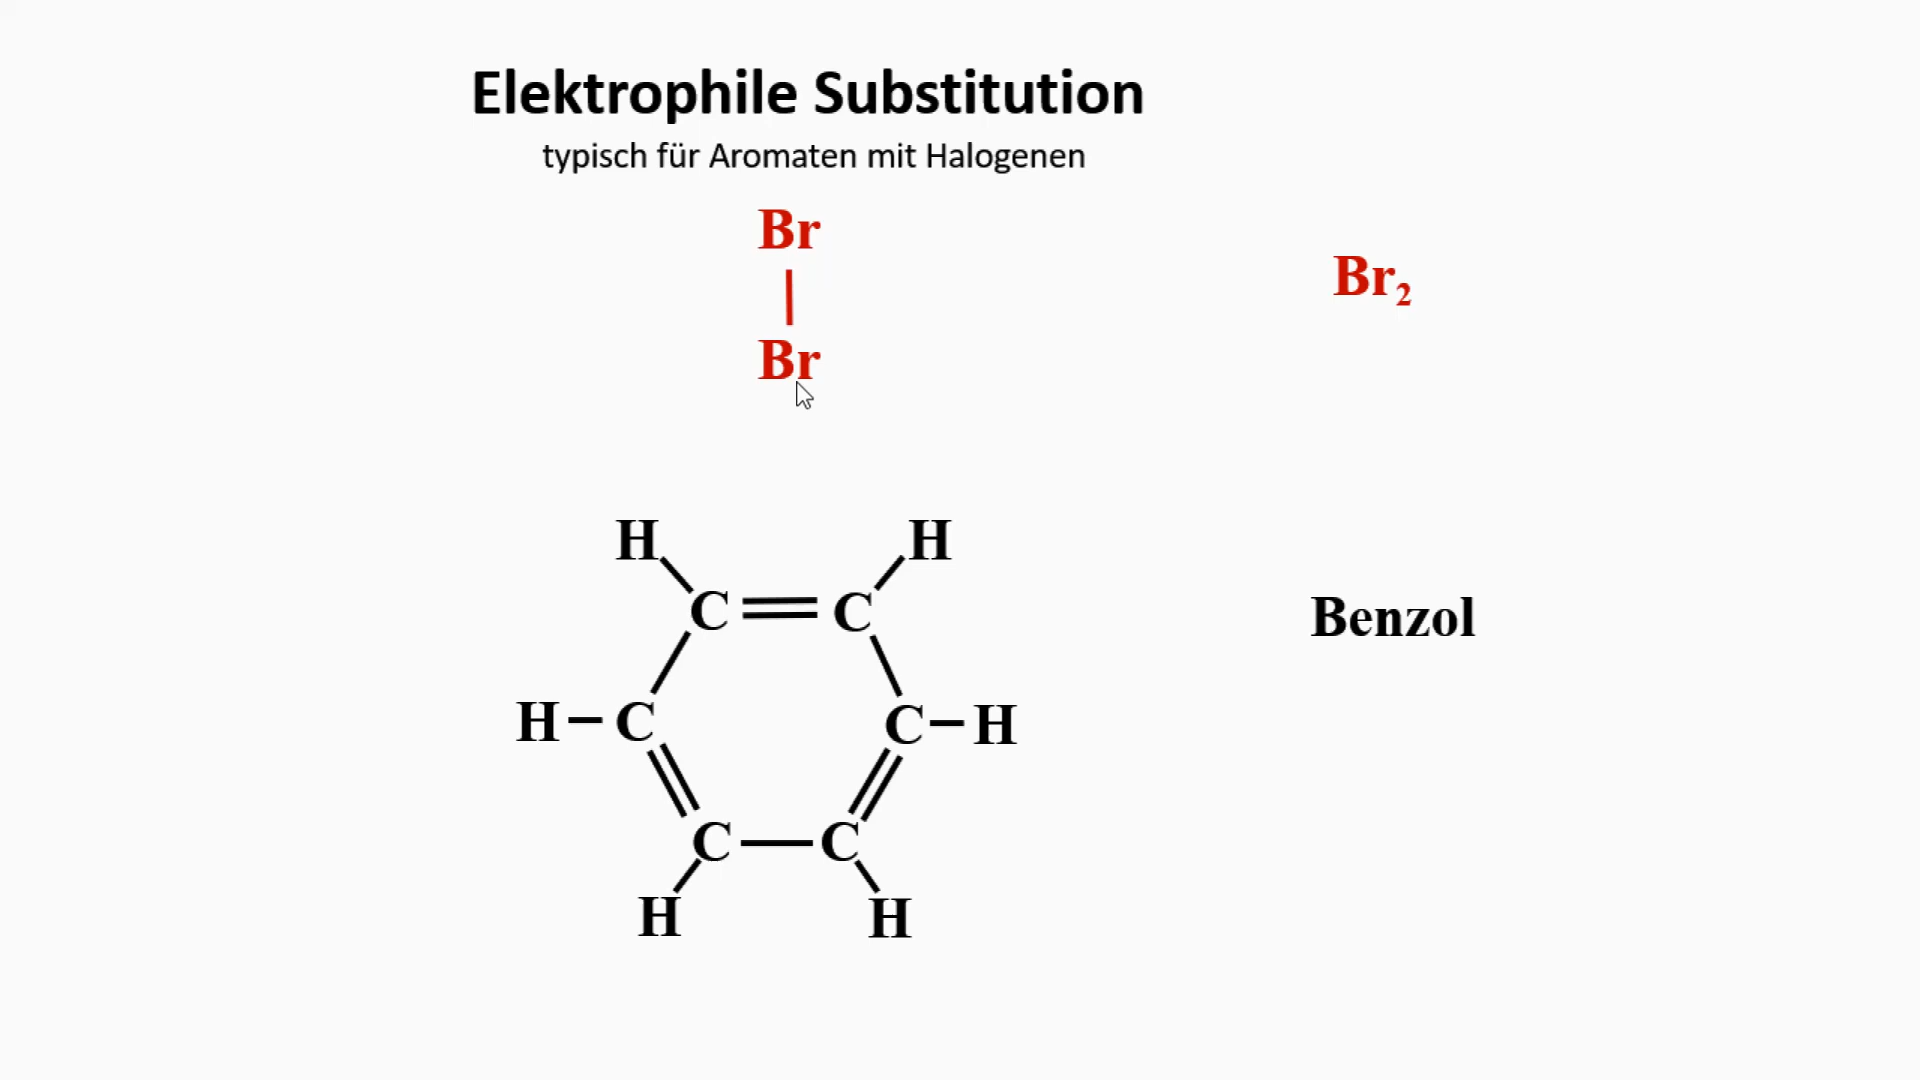 Elektrophile Substitution
typisch für Aromaten mit Halogenen
Br
Br₂
Br
H H
C C
Benzol
H C C H
C C
H H